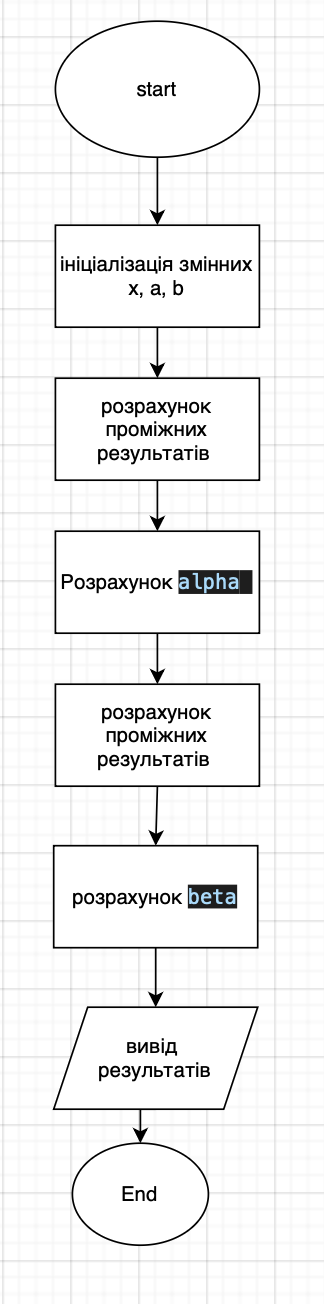 start
ініціалізація змінних
x, a, b
розрахунок
проміжних
результатів
Розрахунок alpha
розрахунок
проміжних
результатів
розрахунок beta
вивід
результатів
End